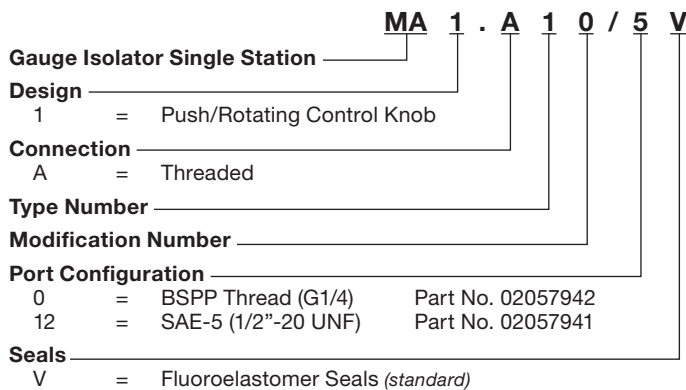 MA 1 . A 1 0 / 5 V
Gauge Isolator Single Station
Design
1 = Push/Rotating Control Knob
Connection
A = Threaded
Type Number
Modification Number
Port Configuration
0 = BSPP Thread (G1/4) Part No. 02057942
12 = SAE-5 (1/2"-20 UNF) Part No. 02057941
Seals
V = Fluoroelastomer Seals (standard)